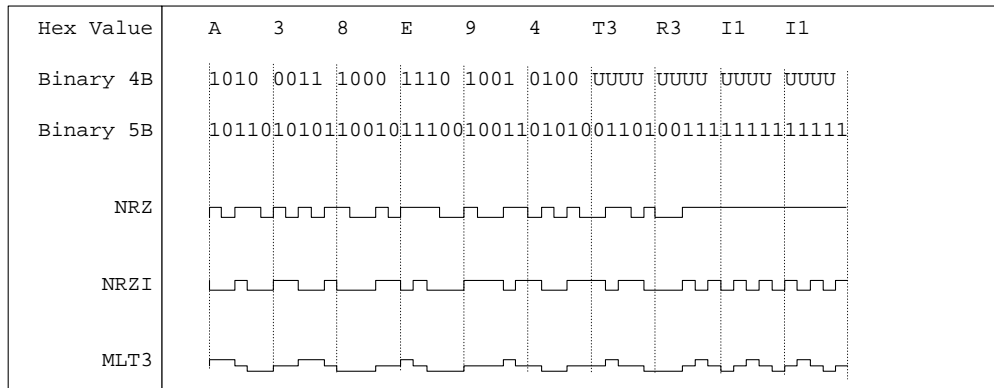 Hex Value A 3 8 E 9 4 T3 R3 I1 I1
Binary 4B 1010 0011 1000 1110 1001 0100 UUUU UUUU UUUU UUUU
Binary 5B 10110101011001011100100110101001101001111111111111
NRZ
NRZI
MLT3